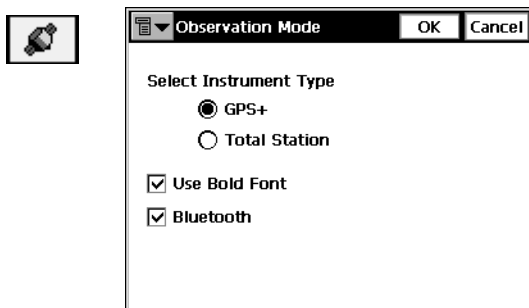 Observation Mode OK Cancel
Select Instrument Type
GPS+
Total Station
Use Bold Font
Bluetooth